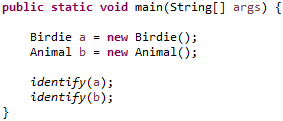 public static void main(String[] args) {
Birdie a = new Birdie();
Animal b = new Animal();
identify(a);
identify(b);
}